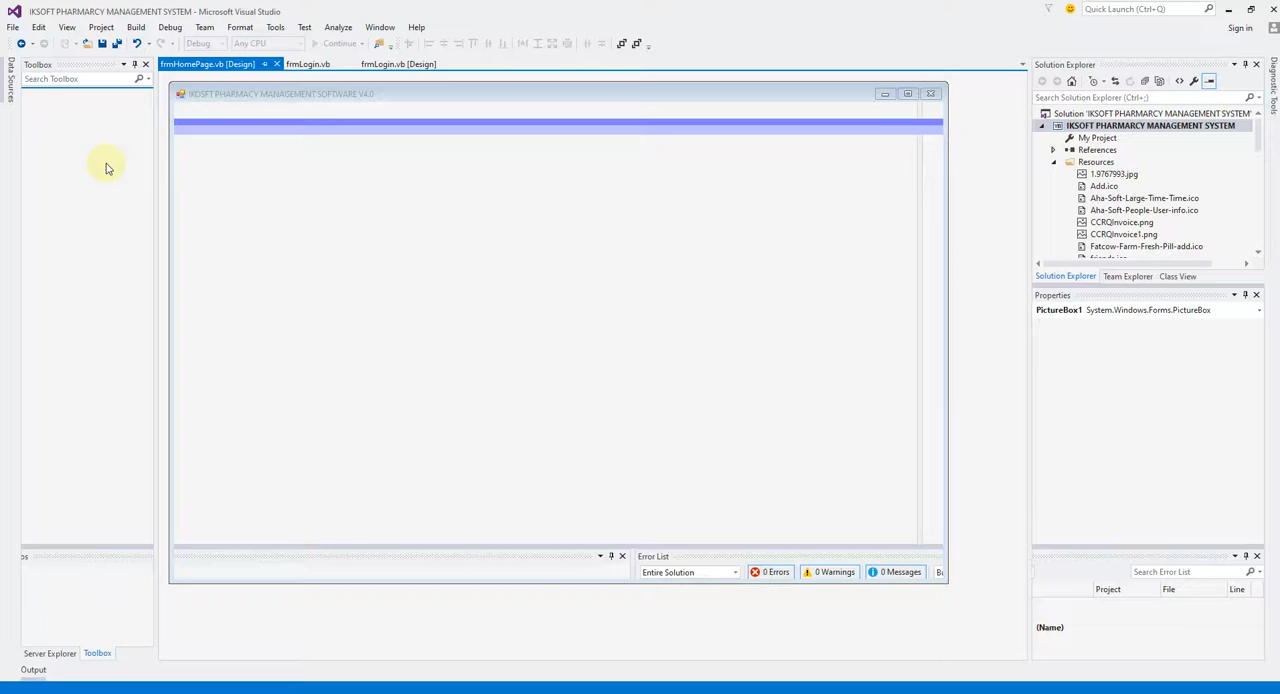 IKSOFT PHARMARCY MANAGEMENT SYSTEM - Microsoft Visual Studio
Quick Launch (Ctrl+Q)
File Edit View Project Build Debug Team Format Tools Test Analyze Window Help
Sign in
Debug Any CPU Continue
Data Sources
Toolbox
Search Toolbox
frmHomePage.vb [Design] frmLogin.vb frmLogin.vb [Design]
IKOSFT PHARMACY MANAGEMENT SOFTWARE V4.0
Solution Explorer
Search Solution Explorer (Ctrl+;)
Solution 'IKSOFT PHARMARCY MANAGEMENT SYSTEM'
IKSOFT PHARMARCY MANAGEMENT SYSTEM
My Project
References
Resources
1.9767993.jpg
Add.ico
Aha-Soft-Large-Time-Time.ico
Aha-Soft-People-User-info.ico
CCRQInvoice.png
CCRQInvoice1.png
Fatcow-Farm-Fresh-Pill-add.ico
friends.ico
Solution Explorer Team Explorer Class View
Diagnostic Tools
Properties
PictureBox1 System.Windows.Forms.PictureBox
Error List
Entire Solution 0 Errors 0 Warnings 0 Messages
Search Error List
Project File Line
(Name)
Server Explorer Toolbox
Output